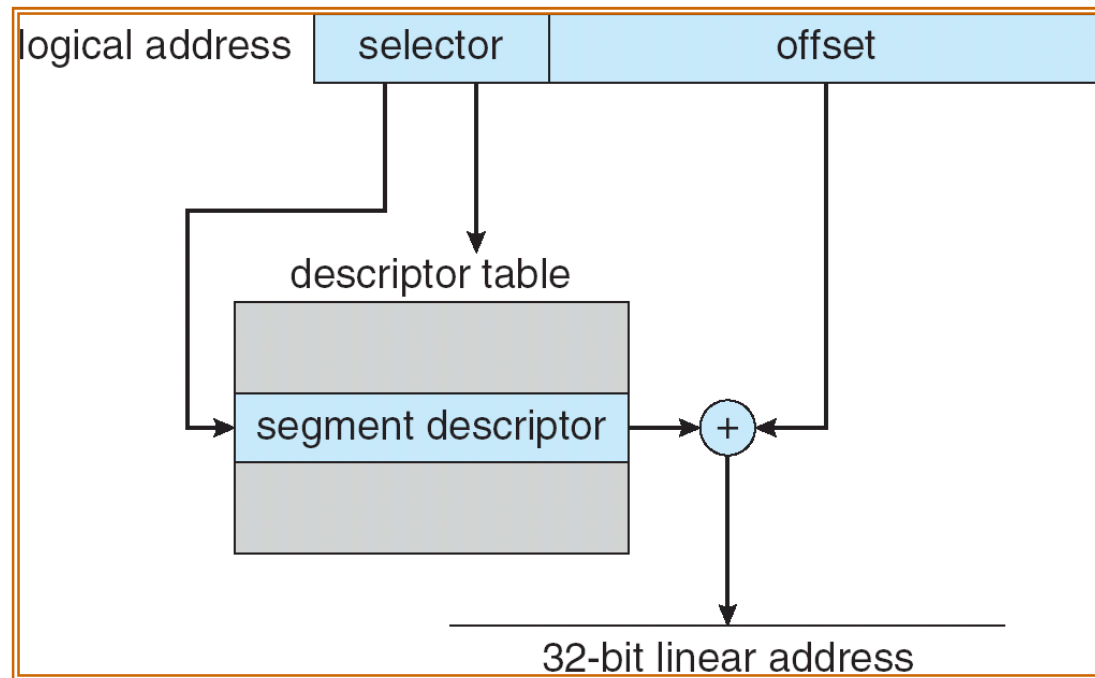 logical address selector offset
descriptor table
segment descriptor +
32-bit linear address